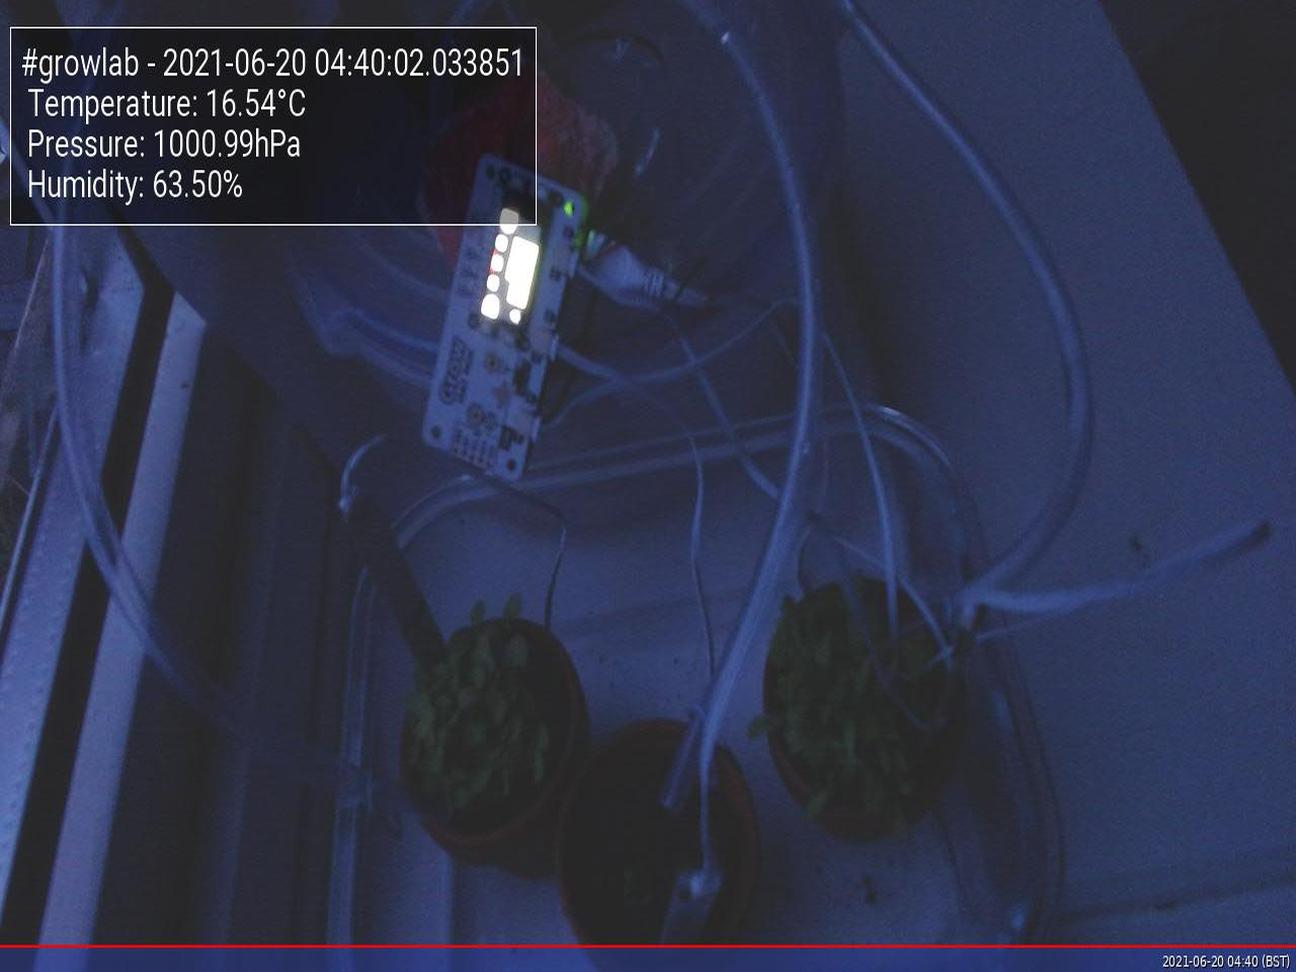 #growlab - 2021-06-20 04:40:02.033851
Temperature: 16.54°C
Pressure: 1000.99hPa
Humidity: 63.50%
GROW
2021-06-20 04:40 (BST)